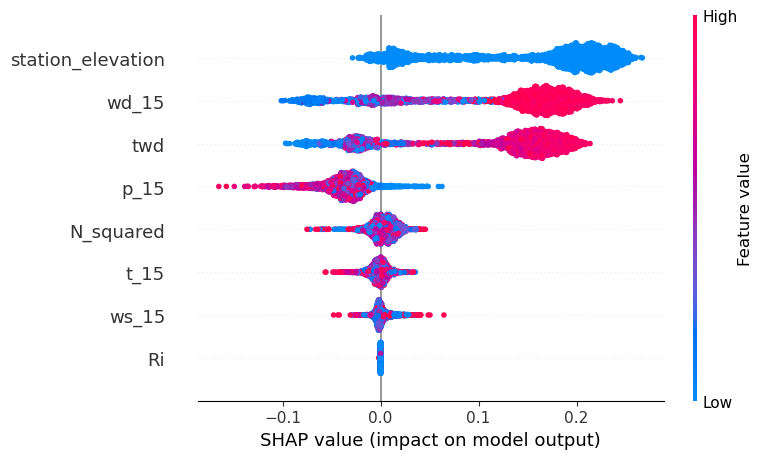 High
station_elevation
wd_15
twd
p_15
N_squared
t_15
ws_15
Ri
Feature value
Low
−0.1 0.0 0.1 0.2
SHAP value (impact on model output)